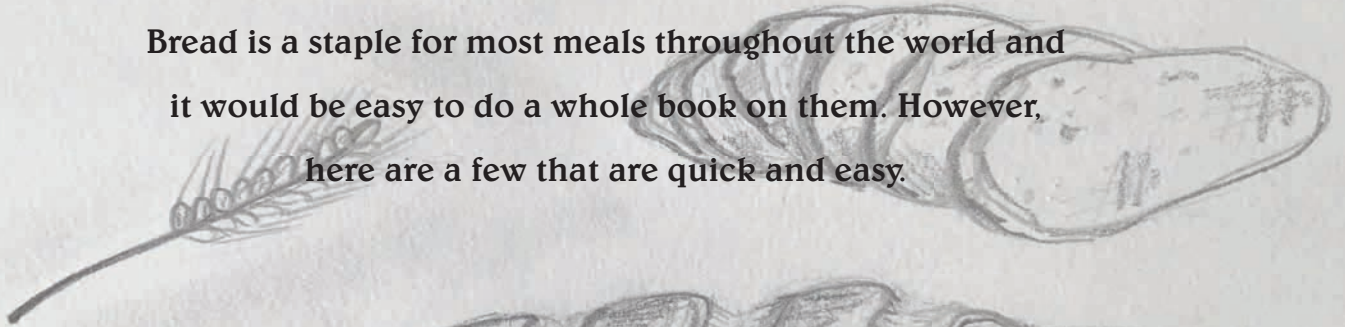 Bread is a staple for most meals throughout the world and
it would be easy to do a whole book on them. However,
here are a few that are quick and easy.